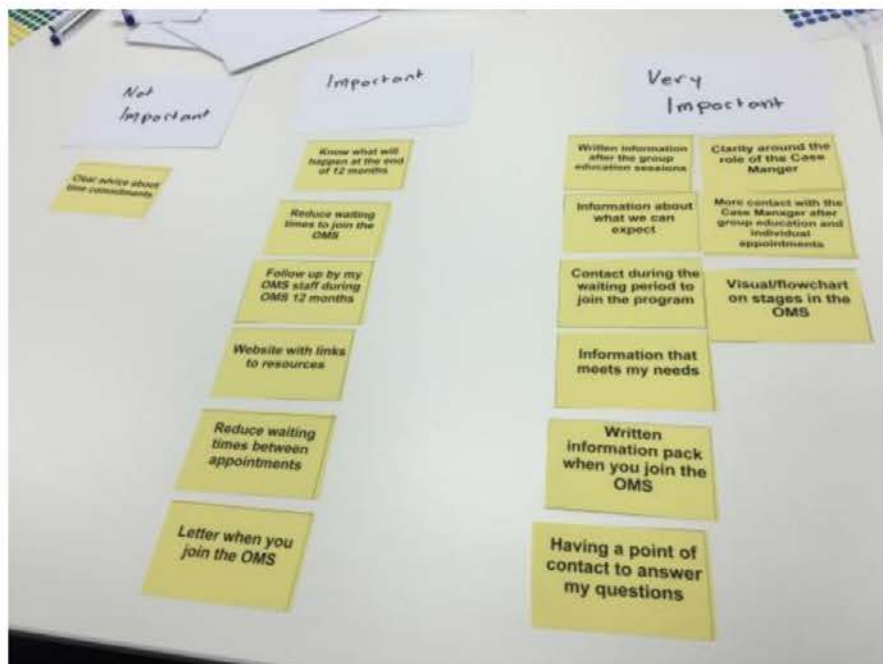 Not
Important
Clear advice about
time commitments
Important
Know what will
happen at the end
of 12 months
Reduce waiting
times to join the
OMS
Follow up by my
OMS staff during
OMS 12 months
Website with links
to resources
Reduce waiting
times between
appointments
Letter when you
join the OMS
Very
Important
Written information
after the group
education sessions
Information about
what we can
expect
Contact during the
waiting period to
join the program
Information that
meets my needs
Written
information pack
when you join the
OMS
Having a point of
contact to answer
my questions
Clarity around the
role of the Case
Manger
More contact with the
Case Manager after
group education and
individual
appointments
Visual/flowchart
on stages in the
OMS